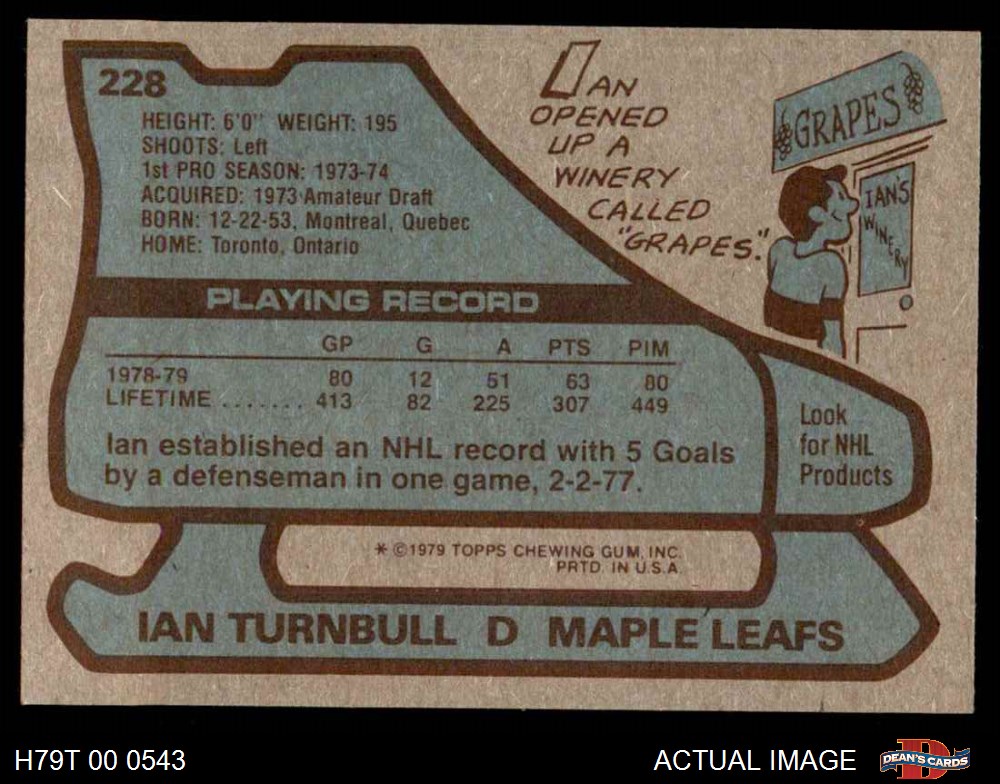 228
HEIGHT: 6'0" WEIGHT: 195
SHOOTS: Left
1st PRO SEASON: 1973-74
ACQUIRED: 1973 Amateur Draft
BORN: 12-22-53, Montreal, Quebec
HOME: Toronto, Ontario
IAN
OPENED
UP A
WINERY
CALLED
"GRAPES."
GRAPES
IAN'S
WINERY
PLAYING RECORD
GP G A PTS PIM
1978-79 80 12 51 63 80
LIFETIME ....... 413 82 225 307 449
Ian established an NHL record with 5 Goals
by a defenseman in one game, 2-2-77.
Look
for NHL
Products
* ©1979 TOPPS CHEWING GUM, INC.
PRTD. IN U.S.A.
IAN TURNBULL D MAPLE LEAFS
H79T 00 0543
ACTUAL IMAGE
D
DEAN'S CARDS